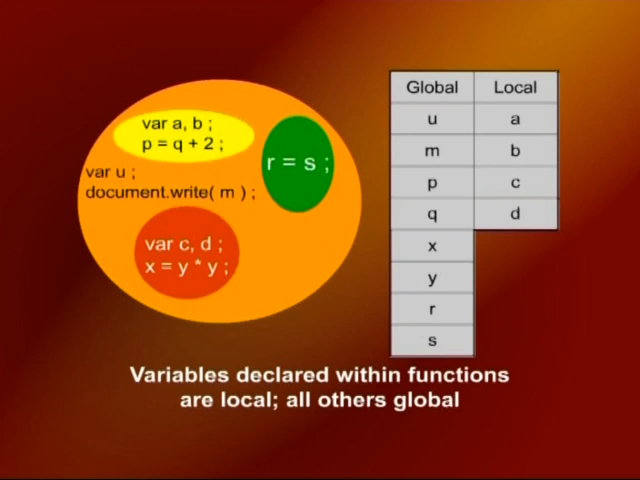 var a, b ;
p = q + 2 ;
r = s ;
var u ;
document.write( m ) ;
var c, d ;
x = y * y ;
Global Local
u a
m b
p c
q d
x
y
r
s
Variables declared within functions
are local; all others global